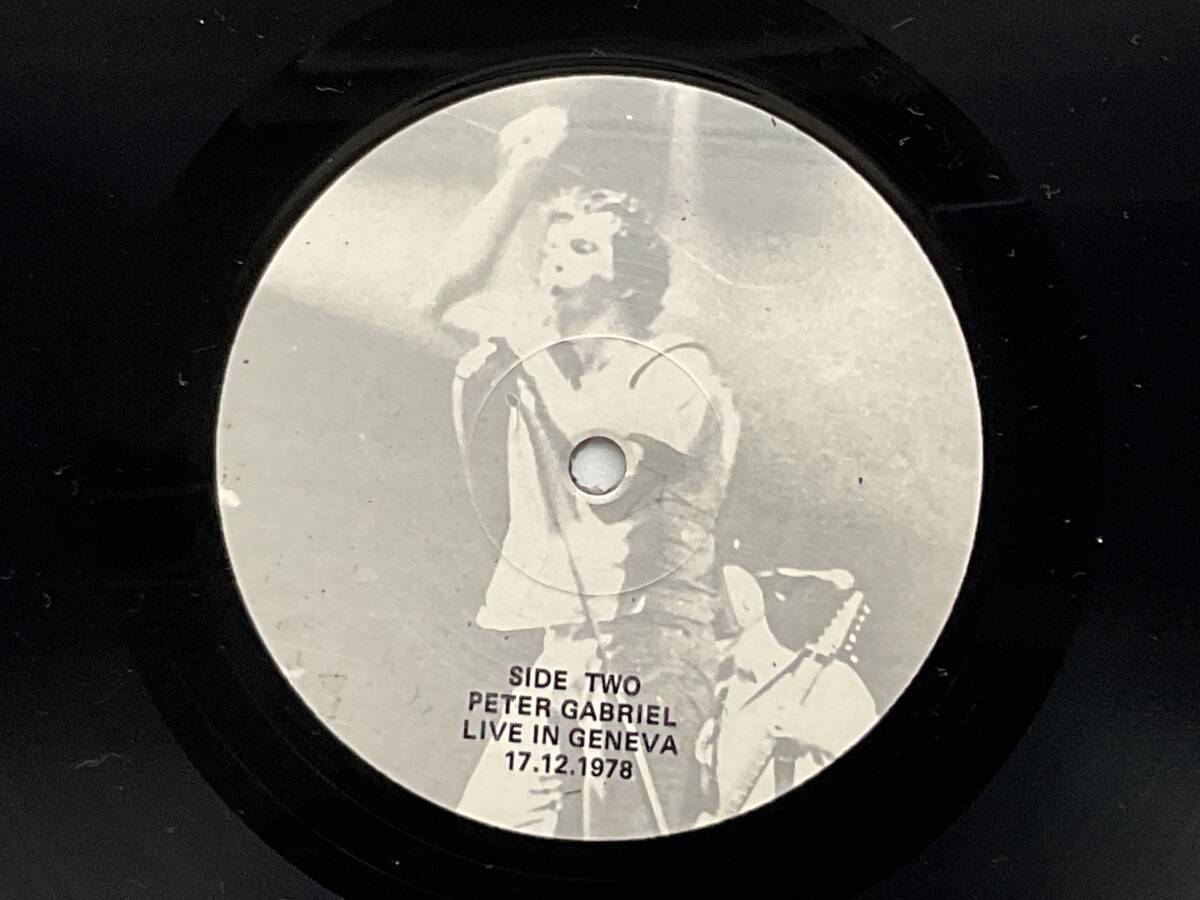 SIDE TWO
PETER GABRIEL
LIVE IN GENEVA
17.12.1978